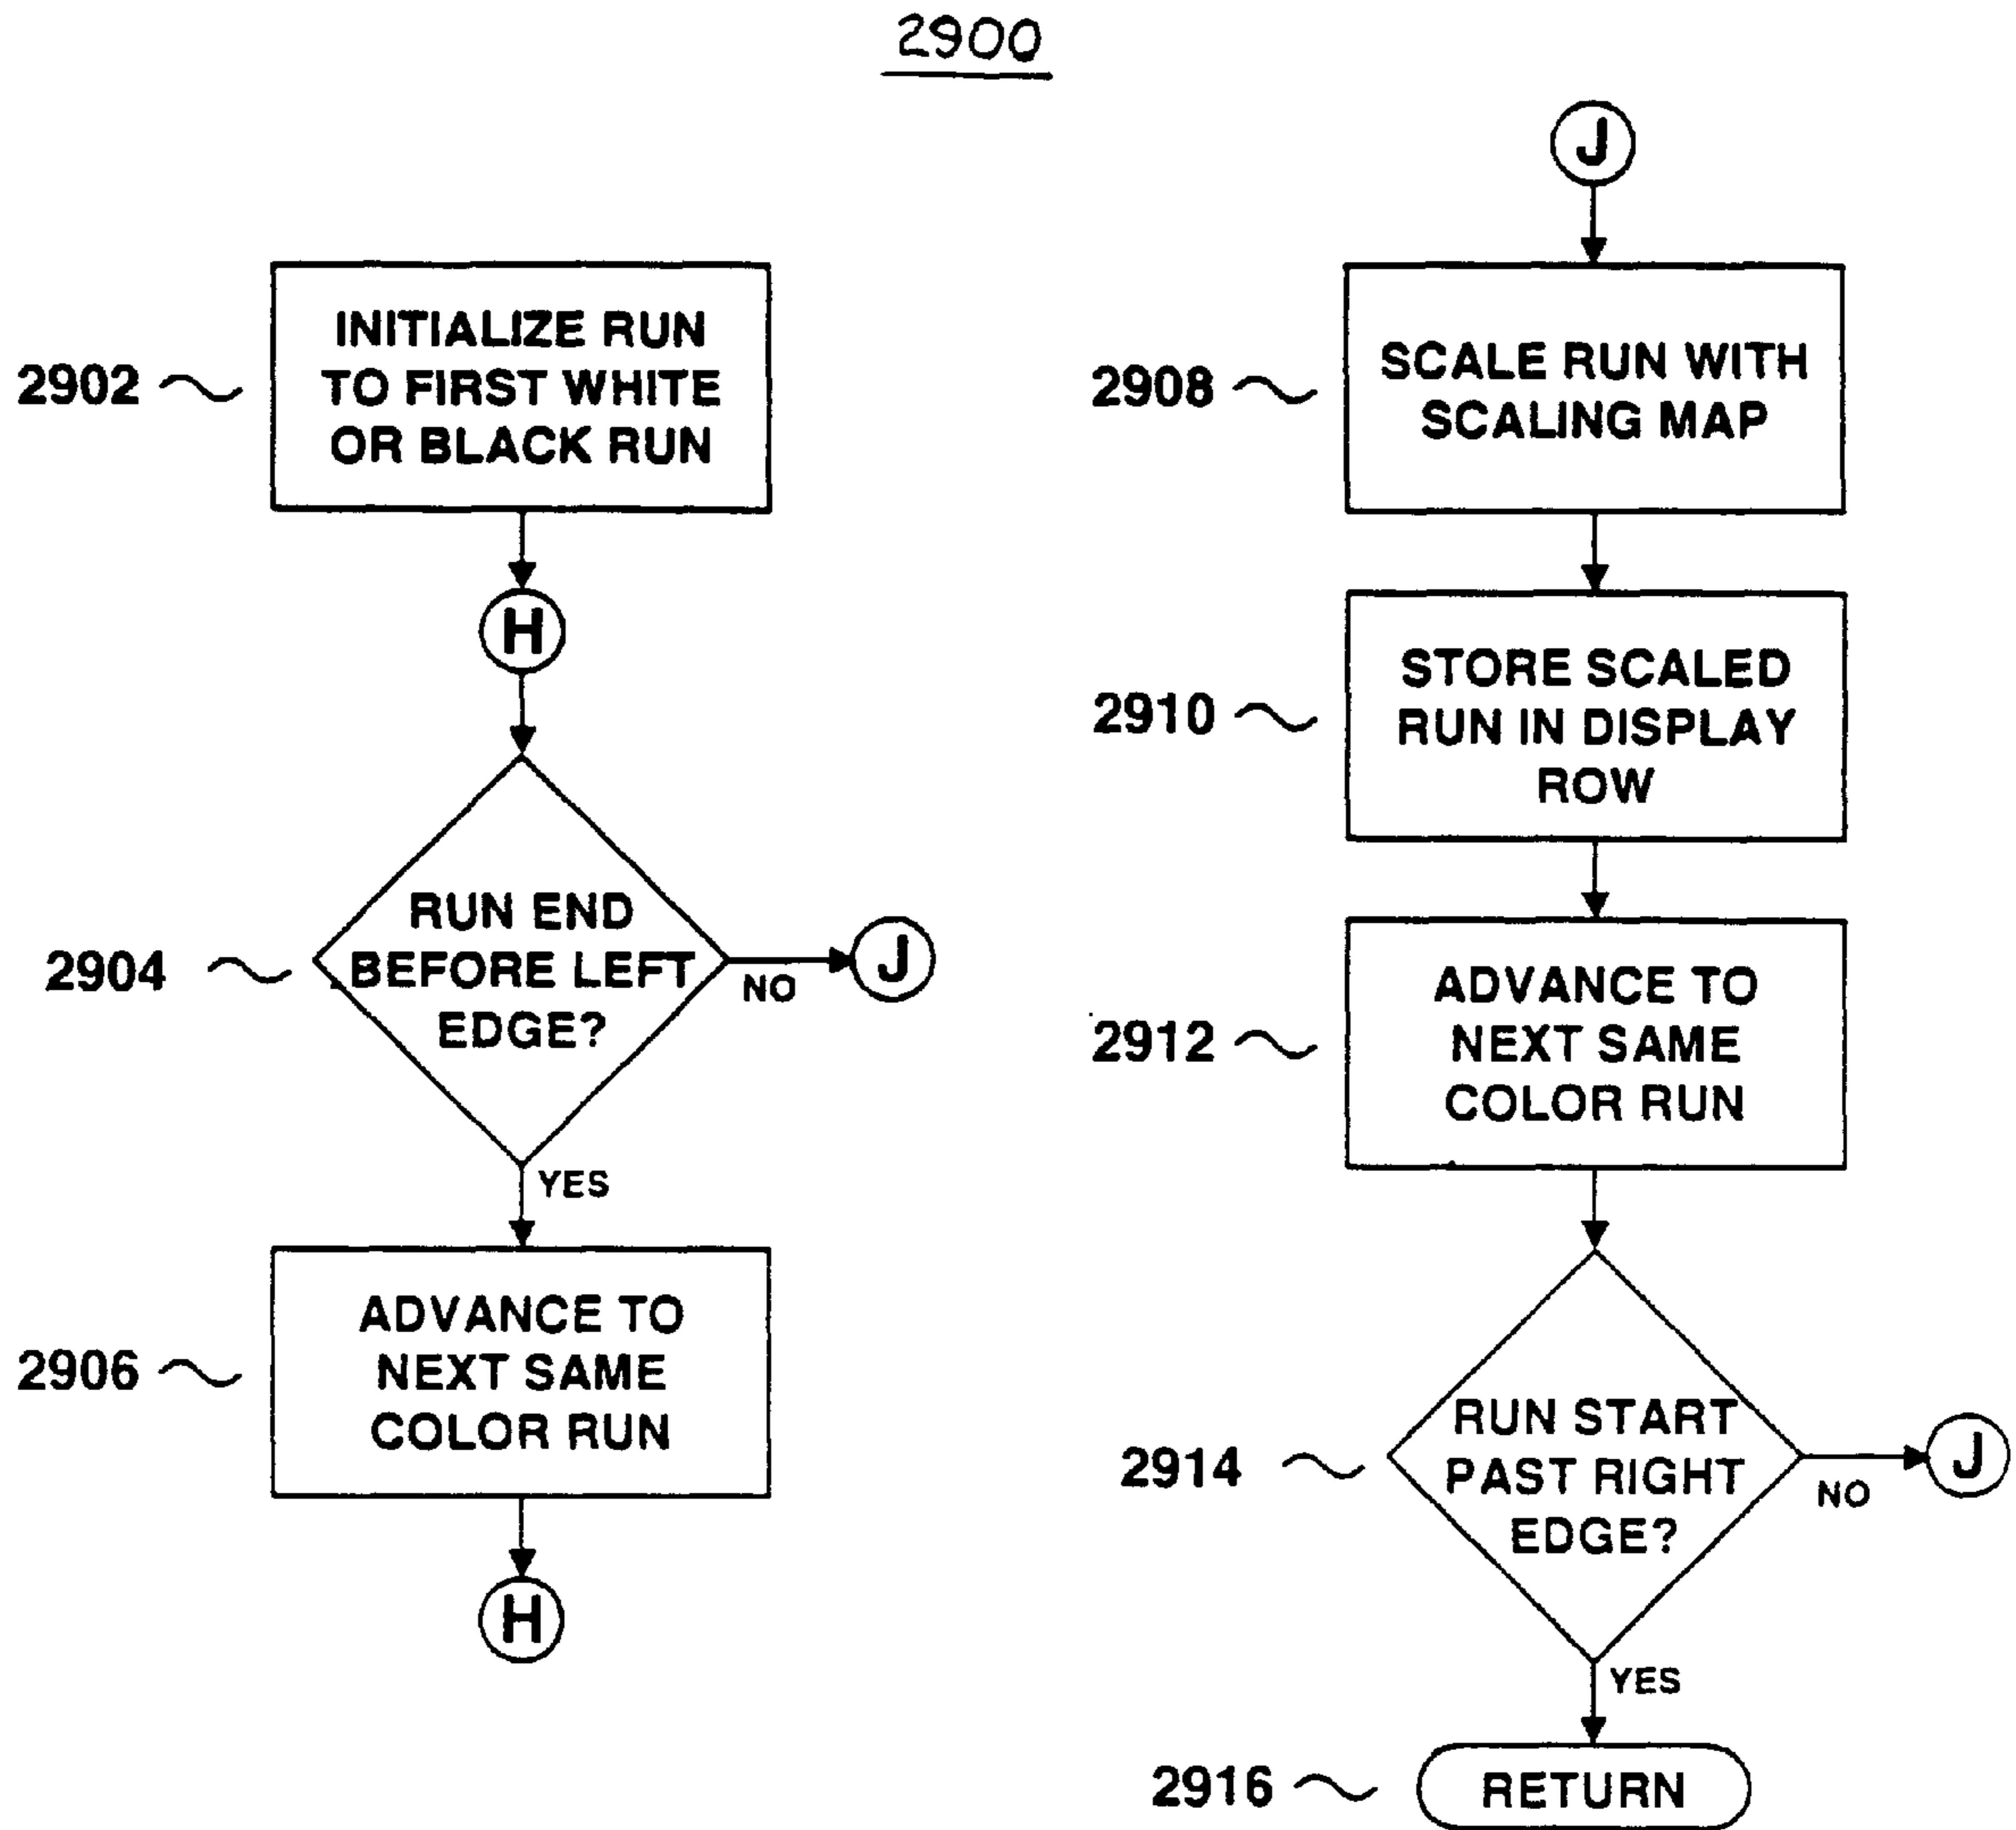 2900
2902
INITIALIZE RUN
TO FIRST WHITE
OR BLACK RUN
H
2904
RUN END
BEFORE LEFT
EDGE?
NO
J
YES
2906
ADVANCE TO
NEXT SAME
COLOR RUN
H
J
2908
SCALE RUN WITH
SCALING MAP
2910
STORE SCALED
RUN IN DISPLAY
ROW
2912
ADVANCE TO
NEXT SAME
COLOR RUN
2914
RUN START
PAST RIGHT
EDGE?
NO
J
YES
2916
RETURN